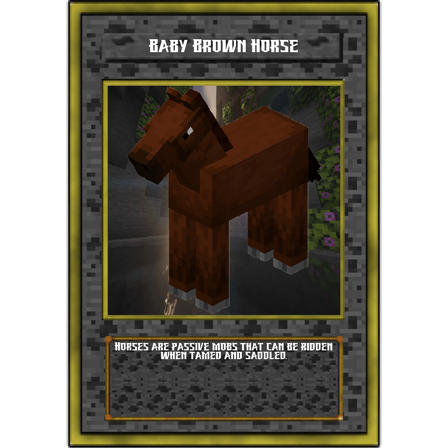 Baby Brown Horse
Horses are passive mobs that can be ridden
when tamed and saddled.